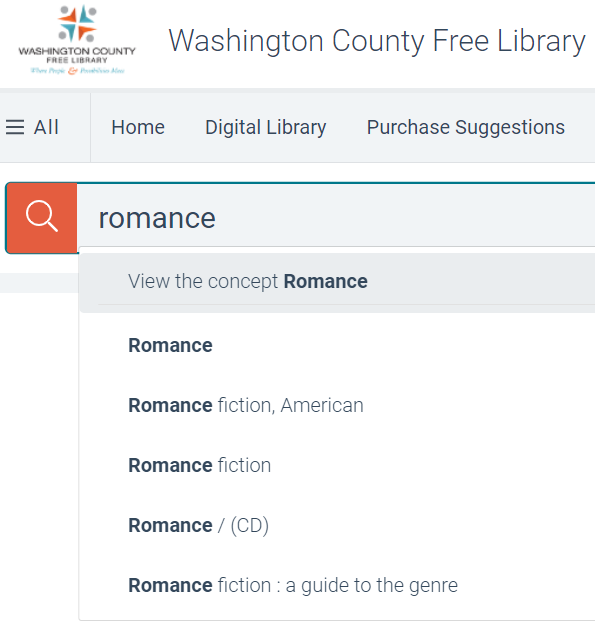 WASHINGTON COUNTY
FREE LIBRARY
Where People & Possibilities Meet
Washington County Free Library
All Home Digital Library Purchase Suggestions
romance
View the concept Romance
Romance
Romance fiction, American
Romance fiction
Romance / (CD)
Romance fiction : a guide to the genre